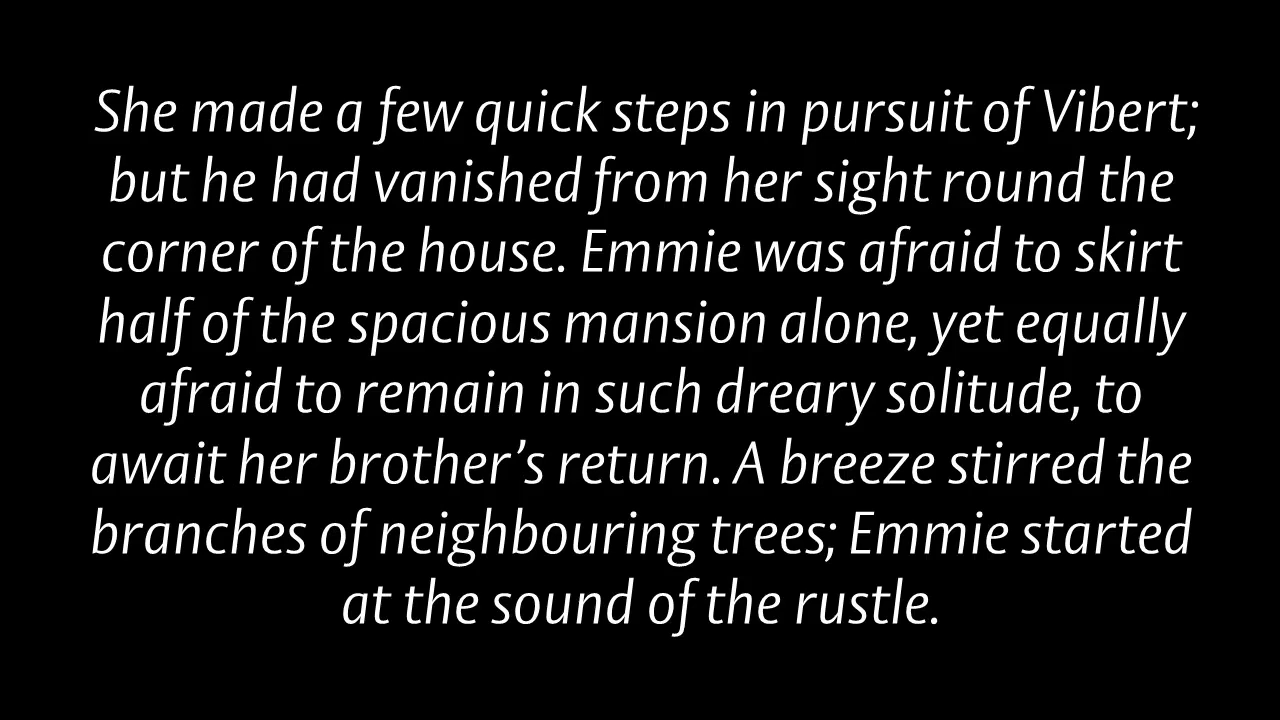 She made a few quick steps in pursuit of Vibert;
but he had vanished from her sight round the
corner of the house. Emmie was afraid to skirt
half of the spacious mansion alone, yet equally
afraid to remain in such dreary solitude, to
await her brother’s return. A breeze stirred the
branches of neighbouring trees; Emmie started
at the sound of the rustle.